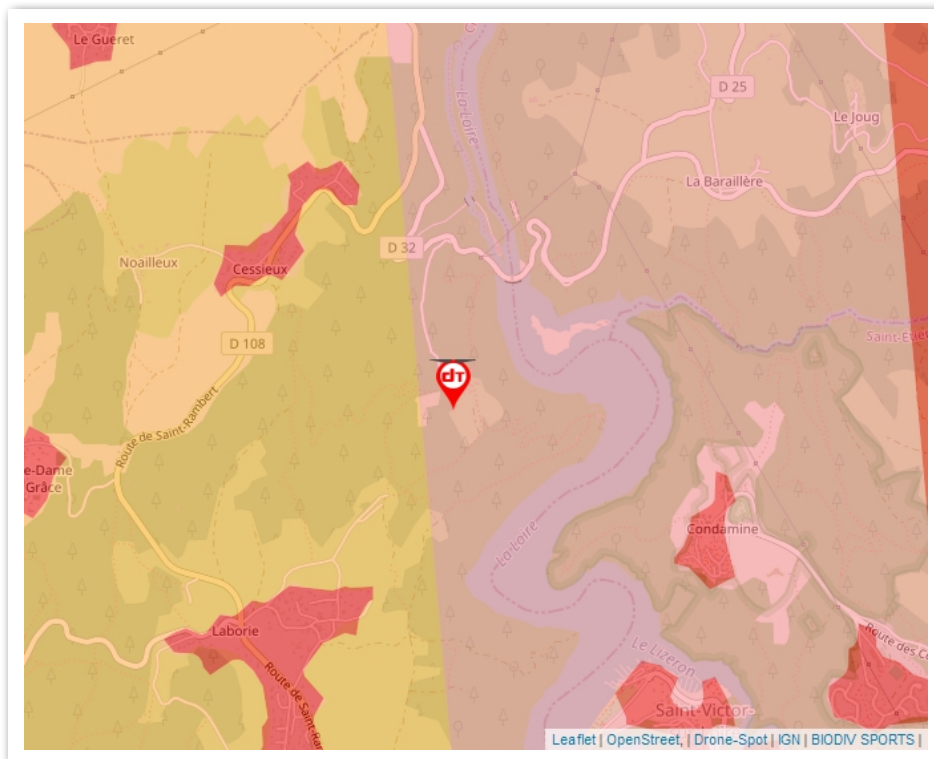 Le Gueret
D 25
Le Joug
La Loire
La Baraillère
D 32
Noailleux
Cessieux
D 108
Saint-Ét
dT
Route de Saint-Rambert
e-Dame
Grâce
La Loire
Condamine
Laborie
Route des Co
Le Lizeron
Route de Saint-Ram
Saint-Victor-
Leaflet | OpenStreet, | Drone-Spot | IGN | BIODIV SPORTS |